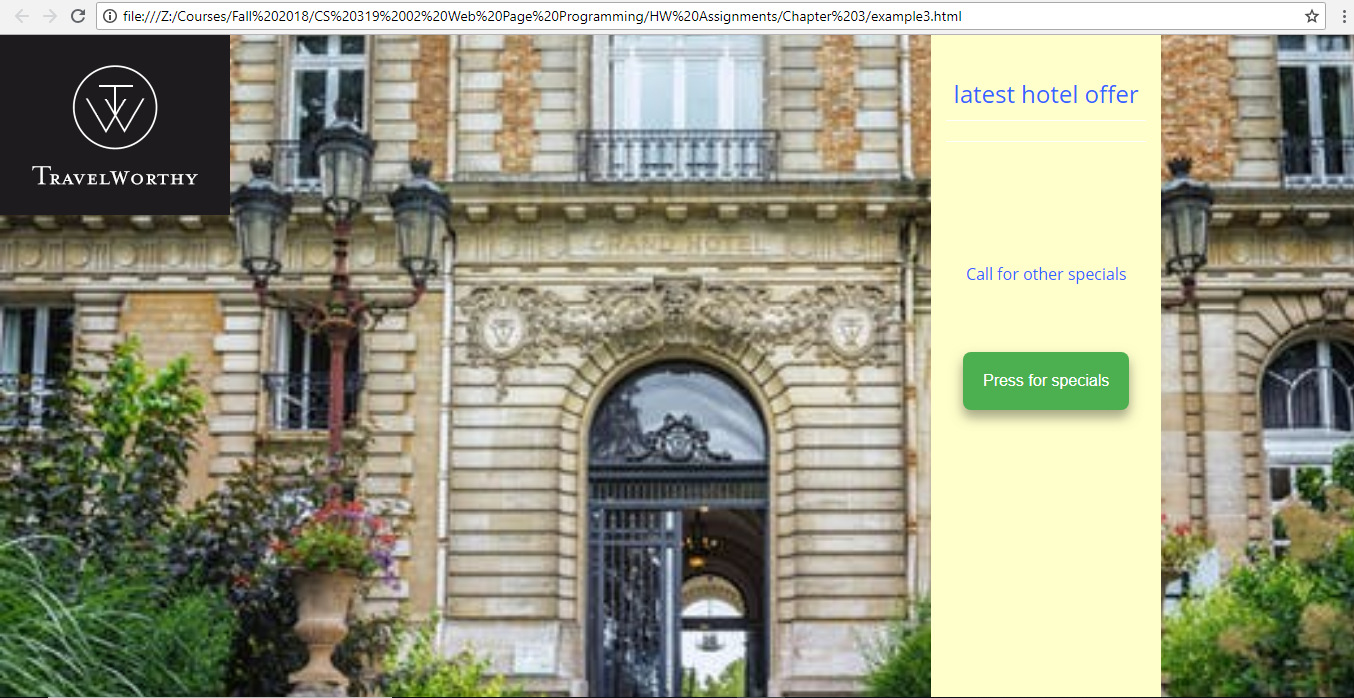 file:///Z:/Courses/Fall%202018/CS%20319%2002%20Web%20Page%20Programming/HW%20Assignments/Chapter%203/example3.html
TW
TRAVELWORTHY
latest hotel offer
GRAND HOTEL
Call for other specials
Press for specials